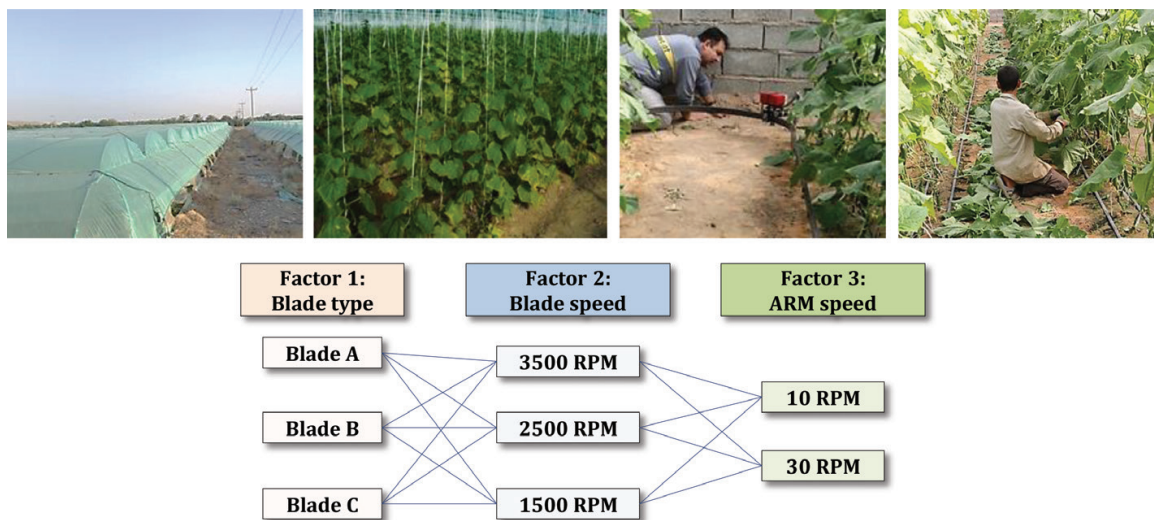 Factor 1:
Blade type
Factor 2:
Blade speed
Factor 3:
ARM speed
Blade A
3500 RPM
10 RPM
Blade B
2500 RPM
30 RPM
Blade C
1500 RPM